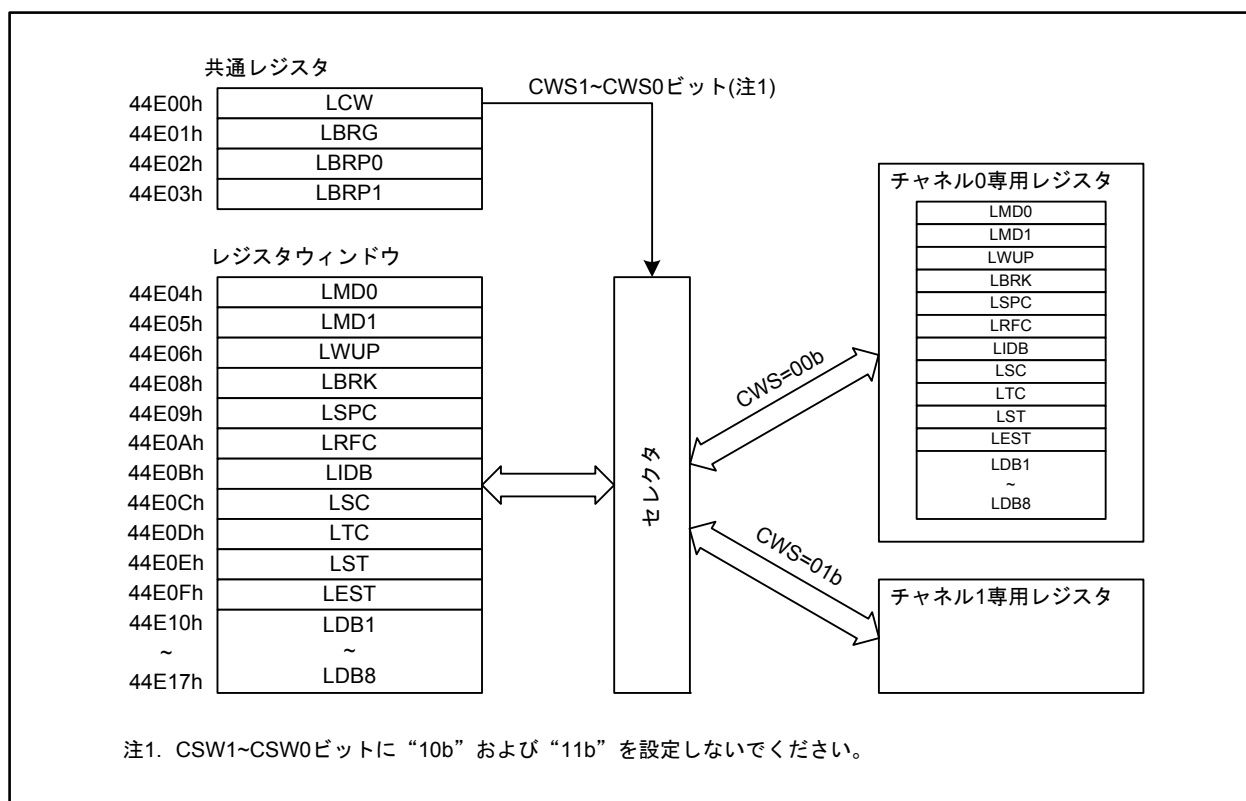 共通レジスタ
44E00h LCW
44E01h LBRG
44E02h LBRP0
44E03h LBRP1
CWS1~CWS0ビット(注1)
レジスタウィンドウ
44E04h LMD0
44E05h LMD1
44E06h LWUP
44E08h LBRK
44E09h LSPC
44E0Ah LRFC
44E0Bh LIDB
44E0Ch LSC
44E0Dh LTC
44E0Eh LST
44E0Fh LEST
44E10h LDB1
~ ~
44E17h LDB8
セレクタ
CWS=00b
CWS=01b
チャネル0専用レジスタ
LMD0
LMD1
LWUP
LBRK
LSPC
LRFC
LIDB
LSC
LTC
LST
LEST
LDB1
~
LDB8
チャネル1専用レジスタ
注1. CSW1~CSW0ビットに“10b”および“11b”を設定しないでください。